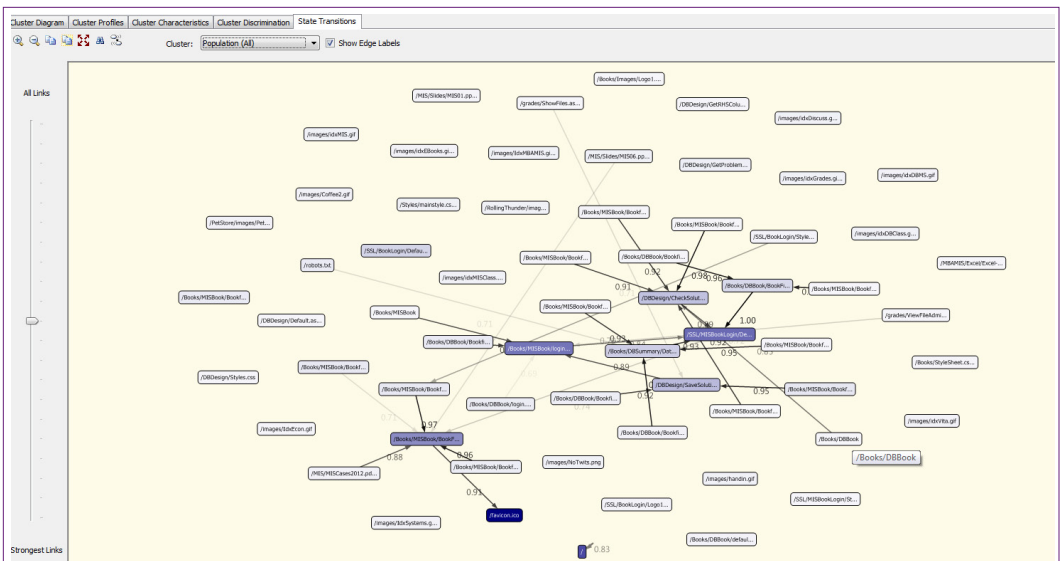 Cluster Diagram Cluster Profiles Cluster Characteristics Cluster Discrimination State Transitions
Cluster: Population (All) Show Edge Labels
All Links
Strongest Links
/Books/Images/Logo1....
/MIS/Slides/MIS01.pp...
/grades/ShowFiles.as...
/DBDesign/GetRHSColu...
/images/idxDiscuss.g...
/images/idxMIS.gif
/images/idxEBooks.gi...
/images/IdxMBAMIS.gi...
/MIS/Slides/MIS06.pp...
/DBDesign/GetProblem...
/images/idxGrades.gi...
/images/idxDBMS.gif
/images/Coffee2.gif
/Styles/mainstyle.cs...
/RollingThunder/imag...
/Books/MISBook/Bookf...
/PetStore/images/Pet...
/Books/MISBook/Bookf...
/SSL/BookLogin/Style...
/images/idxDBClass.g...
/SSL/BookLogin/Defau...
/Books/MISBook/Bookf...
/Books/DBBook/Bookfi...
/robots.txt
/images/idxMISClass....
0.92
0.98
0.96
/MBAMIS/Excel/Excel-...
/Books/MISBook/Bookf...
0.91
/DBDesign/CheckSolut...
/Books/DBBook/BookFi...
/Books/MISBook/Bookf...
/Books/MISBook
/Books/MISBook/Bookf...
/grades/ViewFileAdmi...
/DBDesign/Default.as...
0.71
1.00
/SSL/MISBookLogin/De...
/Books/DBBook/Bookfi...
/Books/MISBook/login...
0.93
/Books/DBSummary/Dat...
0.93
0.92
0.95
/Books/MISBook/Bookf...
/Books/MISBook/Bookf...
0.89
/Books/StyleSheet.cs...
/DBDesign/Styles.css
/Books/MISBook/Bookf...
/DBDesign/SaveSoluti...
0.92
0.95
/Books/MISBook/Bookf...
/Books/DBBook/login....
/Books/DBBook/Bookfi...
0.74
/Books/MISBook/Bookf...
/images/IdxEcon.gif
0.97
/images/idxVita.gif
/Books/MISBook/BookF...
/Books/DBBook/Bookfi...
/Books/DBBook
0.88
0.96
/Books/DBBook
/MIS/MISCases2012.pd...
/Books/MISBook/Bookf...
/images/NoTwits.png
/images/handin.gif
0.91
/SSL/BookLogin/Logo1...
/SSL/MISBookLogin/St...
/images/IdxSystems.g...
/favicon.ico
/Books/DBBook/defaul...
/ 0.83